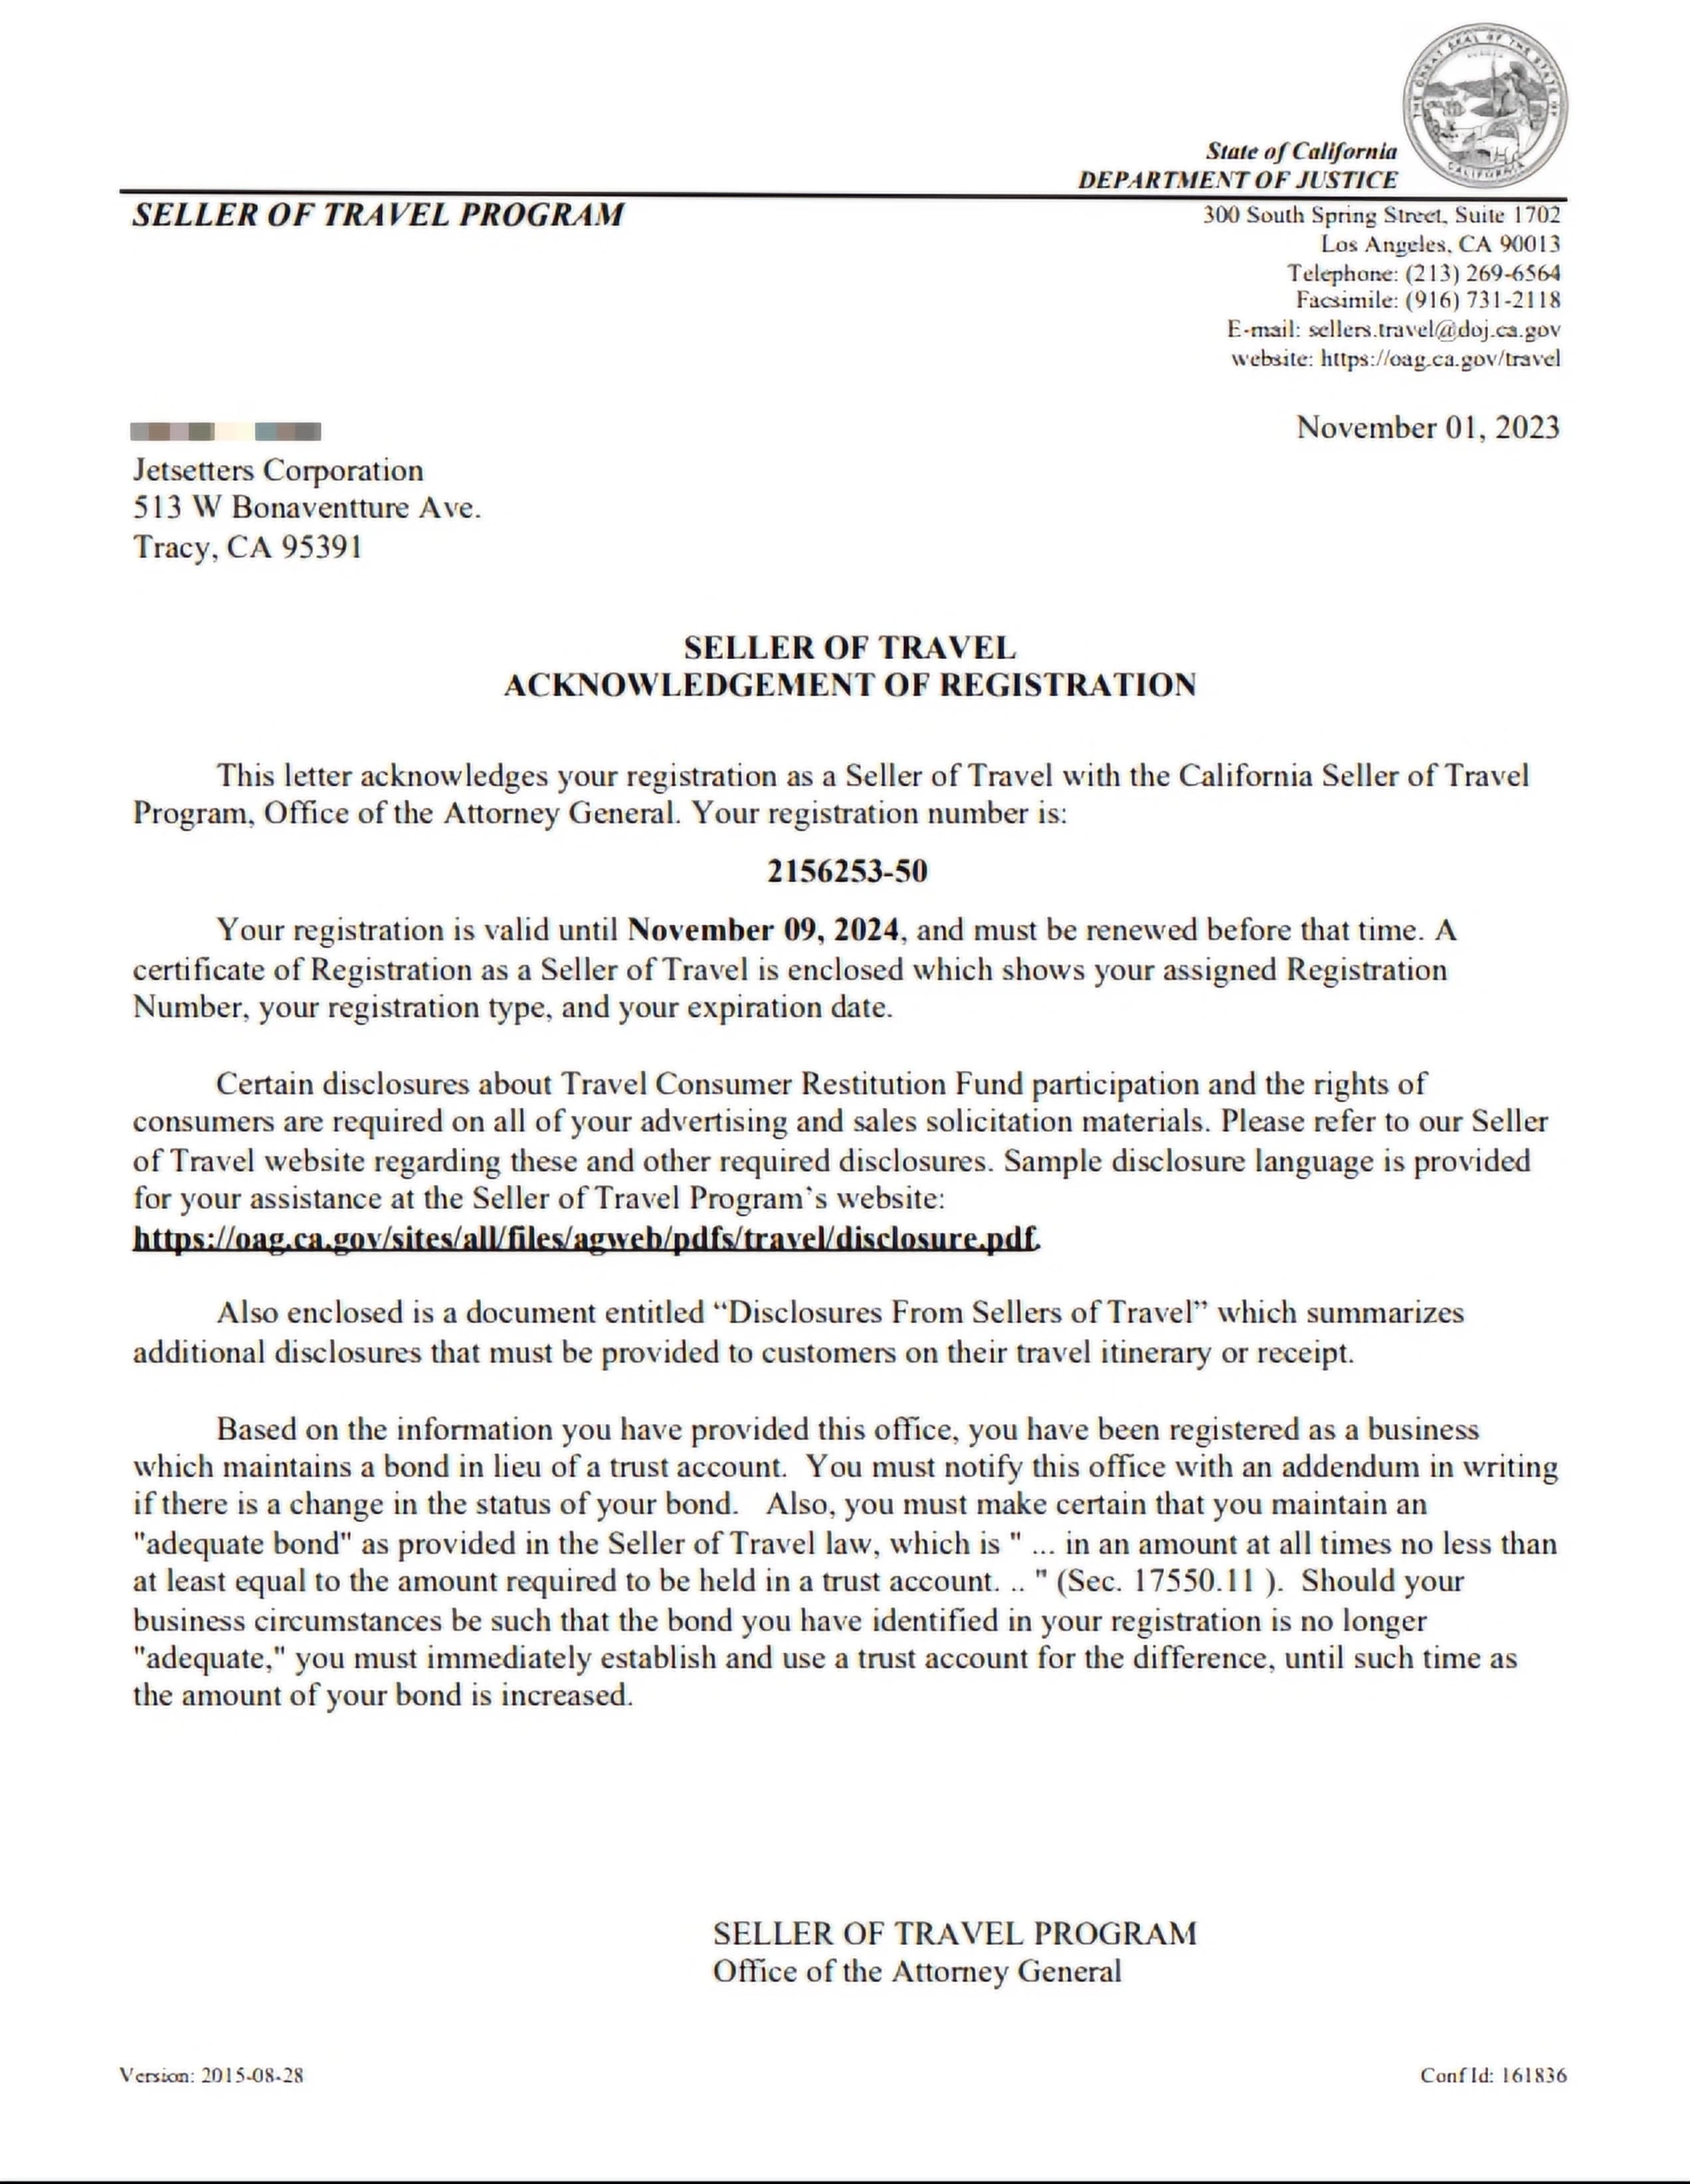 State of California
DEPARTMENT OF JUSTICE
SELLER OF TRAVEL PROGRAM
300 South Spring Street, Suite 1702
Los Angeles, CA 90013
Telephone: (213) 269-6564
Facsimile: (916) 731-2118
E-mail: sellers.travel@doj.ca.gov
website: https://oag.ca.gov/travel
November 01, 2023
Jetsetters Corporation
513 W Bonaventture Ave.
Tracy, CA 95391
SELLER OF TRAVEL
ACKNOWLEDGEMENT OF REGISTRATION
This letter acknowledges your registration as a Seller of Travel with the California Seller of Travel
Program, Office of the Attorney General. Your registration number is:
2156253-50
Your registration is valid until November 09, 2024, and must be renewed before that time. A
certificate of Registration as a Seller of Travel is enclosed which shows your assigned Registration
Number, your registration type, and your expiration date.
Certain disclosures about Travel Consumer Restitution Fund participation and the rights of
consumers are required on all of your advertising and sales solicitation materials. Please refer to our Seller
of Travel website regarding these and other required disclosures. Sample disclosure language is provided
for your assistance at the Seller of Travel Program`s website:
https://oag.ca.gov/sites/all/files/agweb/pdfs/travel/disclosure.pdf.
Also enclosed is a document entitled “Disclosures From Sellers of Travel” which summarizes
additional disclosures that must be provided to customers on their travel itinerary or receipt.
Based on the information you have provided this office, you have been registered as a business
which maintains a bond in lieu of a trust account.  You must notify this office with an addendum in writing
if there is a change in the status of your bond.   Also, you must make certain that you maintain an
"adequate bond" as provided in the Seller of Travel law, which is " ... in an amount at all times no less than
at least equal to the amount required to be held in a trust account. .. " (Sec. 17550.11 ).  Should your
business circumstances be such that the bond you have identified in your registration is no longer
"adequate," you must immediately establish and use a trust account for the difference, until such time as
the amount of your bond is increased.
SELLER OF TRAVEL PROGRAM
Office of the Attorney General
Version: 2015-08-28
Conf Id: 161836